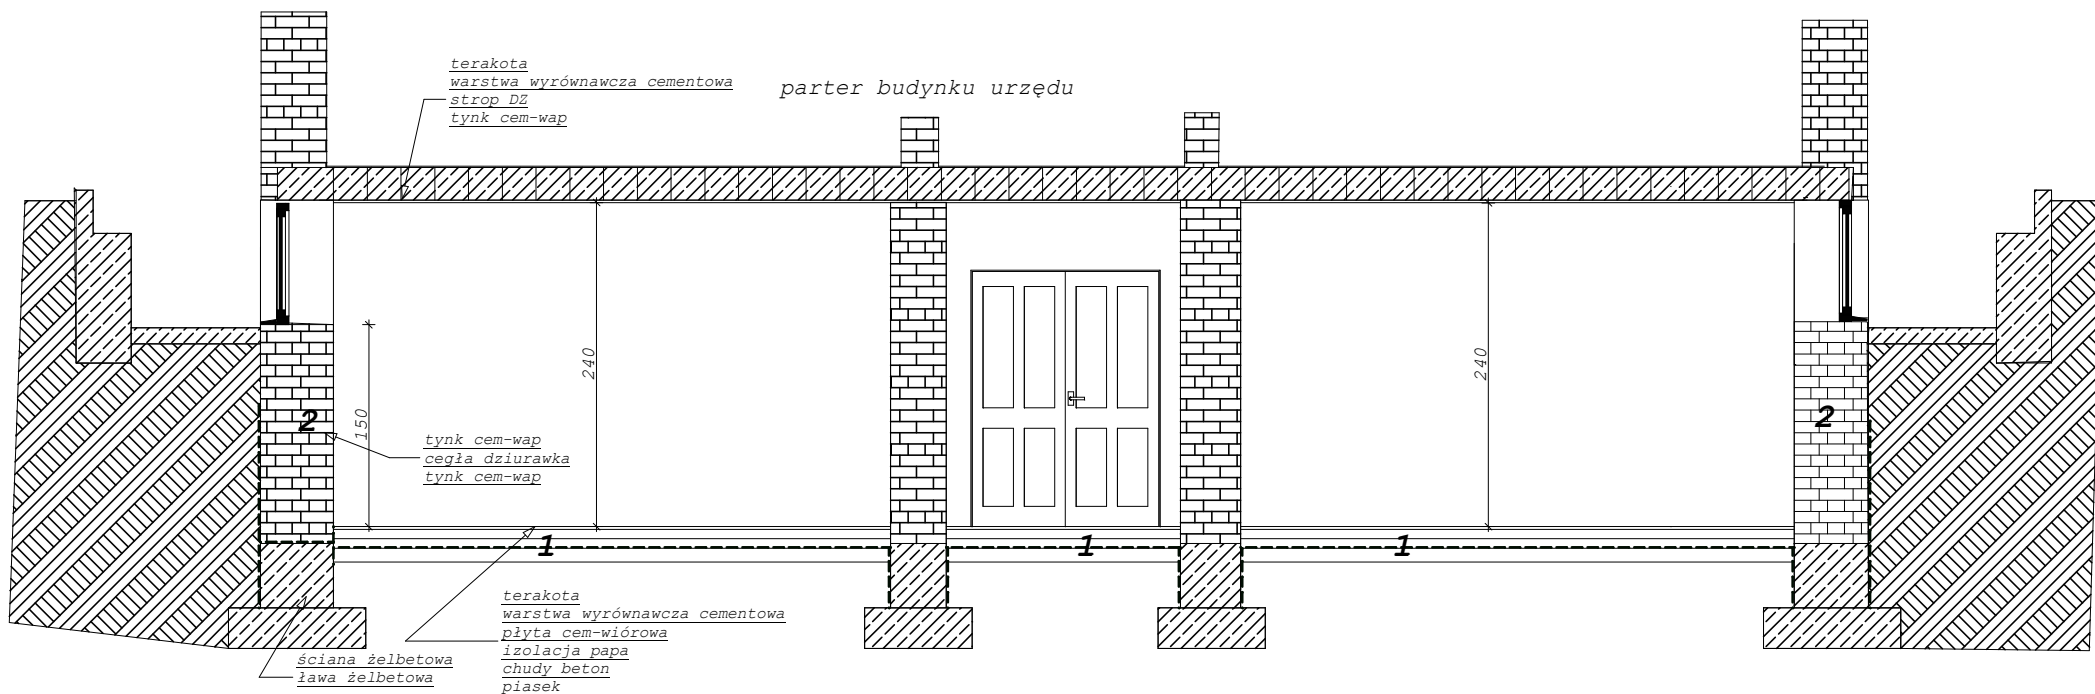 terakota
warstwa wyrównawcza cementowa
strop DZ
tynk cem-wap
parter budynku urzędu
240
240
150
2
2
tynk cem-wap
cegła dziurawka
tynk cem-wap
1
1
1
terakota
warstwa wyrównawcza cementowa
płyta cem-wiórowa
izolacja papa
chudy beton
piasek
ściana żelbetowa
ława żelbetowa